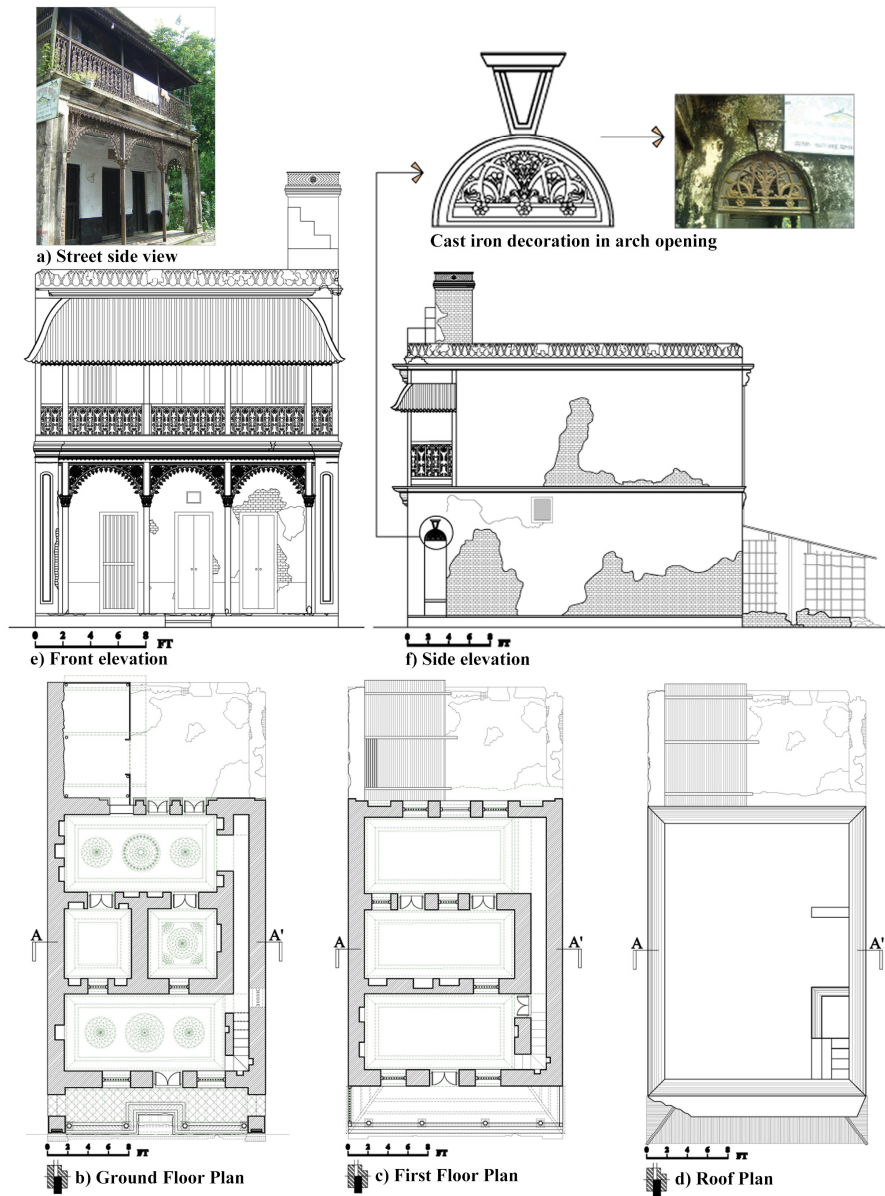 Cast iron decoration in arch opening
a) Street side view
0 2 4 6 8 FT
e) Front elevation
0 2 4 6 8 FT
f) Side elevation
A A'
A A'
A A'
0 2 4 6 8 FT
b) Ground Floor Plan
0 2 4 6 8 FT
c) First Floor Plan
0 2 4 6 8 FT
d) Roof Plan